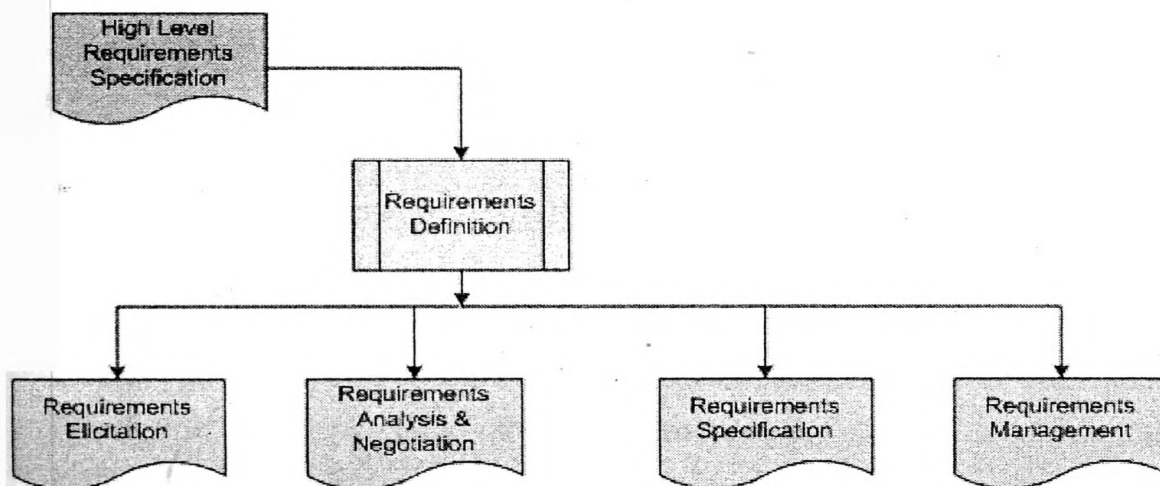 High Level
Requirements
Specification
Requirements
Definition
Requirements
Elicitation
Requirements
Analysis &
Negotiation
Requirements
Specification
Requirements
Management